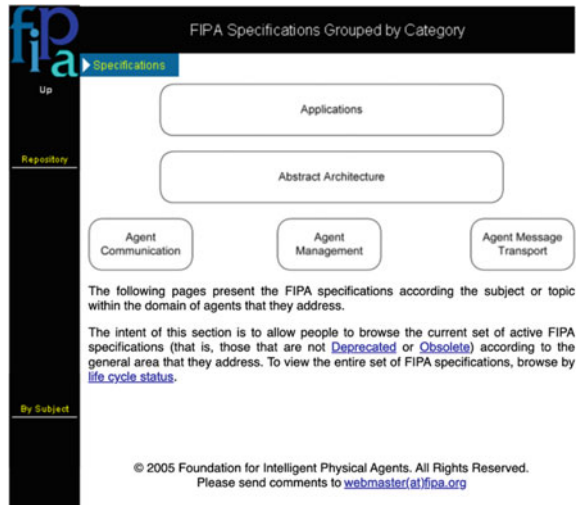 fipa
FIPA Specifications Grouped by Category
Specifications
Up
Applications
Repository
Abstract Architecture
Agent
Communication
Agent
Management
Agent Message
Transport
The following pages present the FIPA specifications according the subject or topic
within the domain of agents that they address.
The intent of this section is to allow people to browse the current set of active FIPA
specifications (that is, those that are not Deprecated or Obsolete) according to the
general area that they address. To view the entire set of FIPA specifications, browse by
life cycle status.
By Subject
© 2005 Foundation for Intelligent Physical Agents. All Rights Reserved.
Please send comments to webmaster(at)fipa.org